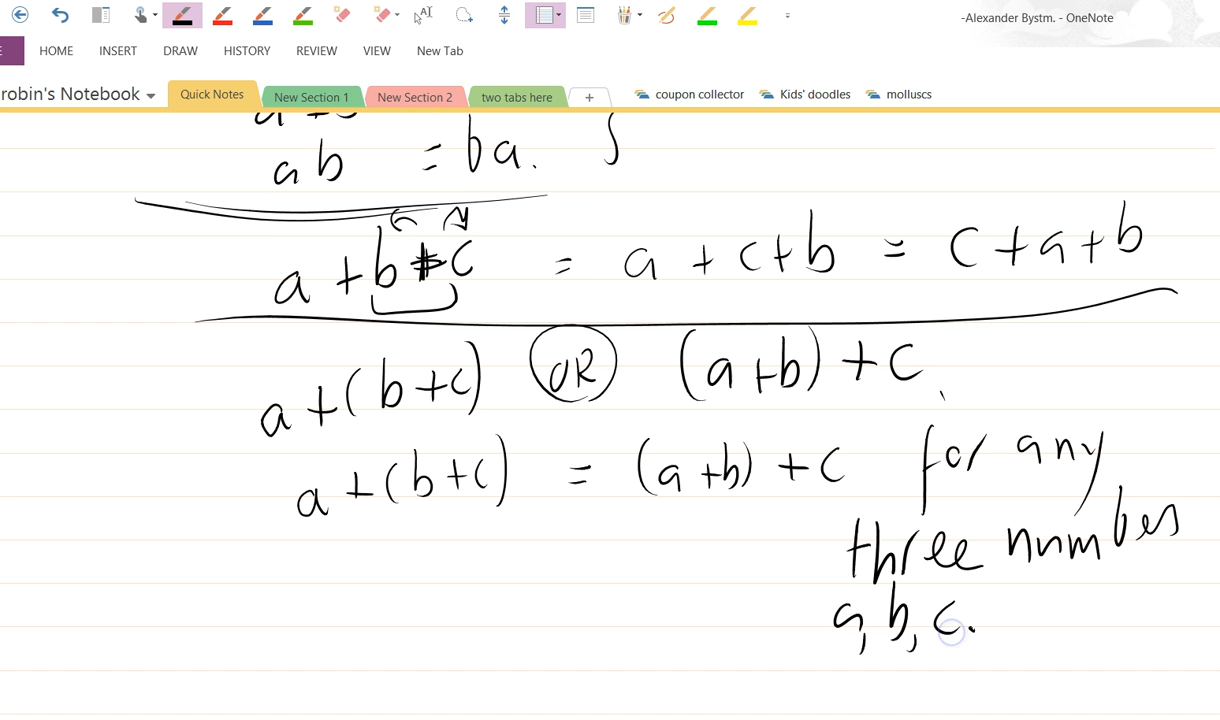 -Alexander Bystm. - OneNote
HOME INSERT DRAW HISTORY REVIEW VIEW New Tab
robin's Notebook Quick Notes New Section 1 New Section 2 two tabs here + coupon collector Kids' doodles molluscs
ab = ba.
a + b + c = a + c + b = c + a + b
a + (b + c) OR (a + b) + c.
a + (b + c) = (a + b) + c for any
three numbers
a, b, c.